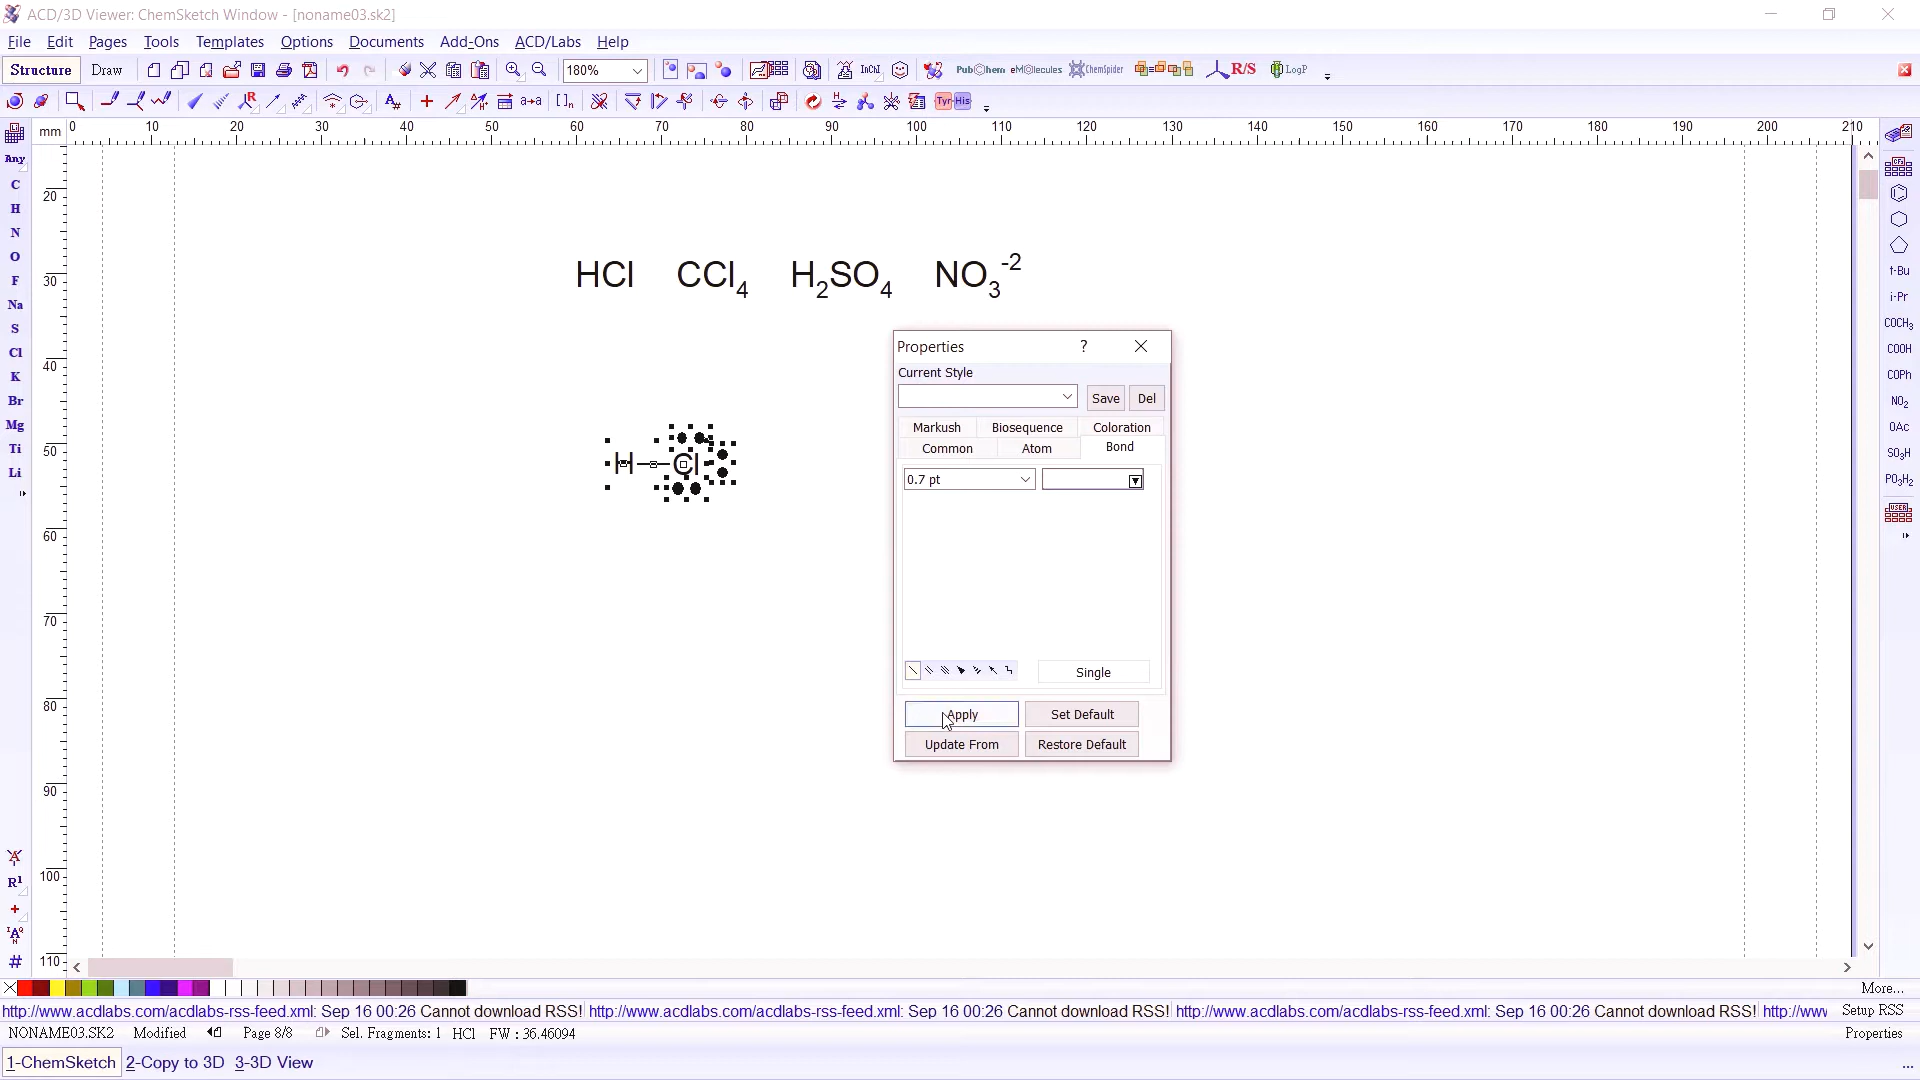 ACD/3D Viewer: ChemSketch Window - [noname03.sk2]
File Edit Pages Tools Templates Options Documents Add-Ons ACD/Labs Help
Structure Draw 180% InChI PubChem eMolecules ChemSpider R/S LogP
Tyr His
mm 0 10 20 30 40 50 60 70 80 90 100 110 120 130 140 150 160 170 180 190 200 210
Any
C
H
N
O
F
Na
S
Cl
K
Br
Mg
Ti
Li
R¹
#
20
30
40
50
60
70
80
90
100
110
HCl CCl₄ H₂SO₄ NO₃⁻²
H Cl
Properties ?
Current Style
Save Del
Markush Biosequence Coloration
Common Atom Bond
0.7 pt
Single
Apply Set Default
Update From Restore Default
t-Bu
i-Pr
COCH₃
COOH
COPh
NO₂
OAc
SO₃H
PO₃H₂
USER
More...
http://www.acdlabs.com/acdlabs-rss-feed.xml: Sep 16 00:26 Cannot download RSS! http://www.acdlabs.com/acdlabs-rss-feed.xml: Sep 16 00:26 Cannot download RSS! http://www.acdlabs.com/acdlabs-rss-feed.xml: Sep 16 00:26 Cannot download RSS! http://www Setup RSS
NONAME03.SK2 Modified Page 8/8 Sel. Fragments: 1 HCl FW : 36.46094 Properties
1-ChemSketch 2-Copy to 3D 3-3D View ...